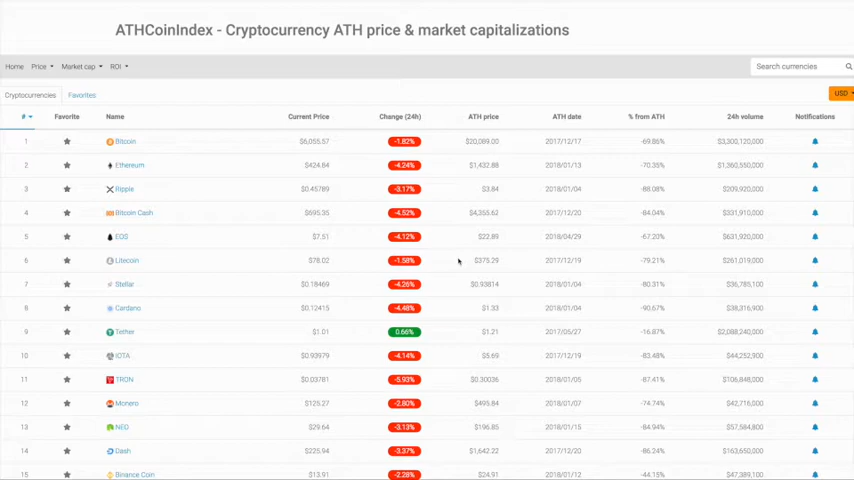 ATHCoinIndex - Cryptocurrency ATH price & market capitalizations
Home Price Market cap ROI Search currencies
Cryptocurrencies Favorites USD
# Favorite Name Current Price Change (24h) ATH price ATH date % from ATH 24h volume Notifications
1 Bitcoin $6,055.57 -1.82% $20,089.00 2017/12/17 -69.86% $3,300,120,000
2 Ethereum $424.84 -4.24% $1,432.88 2018/01/13 -70.35% $1,360,550,000
3 Ripple $0.45789 -3.17% $3.84 2018/01/04 -88.08% $209,920,000
4 Bitcoin Cash $695.35 -4.52% $4,355.62 2017/12/20 -84.04% $331,910,000
5 EOS $7.51 -4.12% $22.89 2018/04/29 -67.20% $631,920,000
6 Litecoin $78.02 -1.58% $375.29 2017/12/19 -79.21% $261,019,000
7 Stellar $0.18469 -4.26% $0.93814 2018/01/04 -80.31% $36,785,100
8 Cardano $0.12415 -4.48% $1.33 2018/01/04 -90.67% $38,316,900
9 Tether $1.01 0.66% $1.21 2017/05/27 -16.87% $2,088,240,000
10 IOTA $0.93979 -4.14% $5.69 2017/12/19 -83.48% $44,252,900
11 TRON $0.03781 -5.93% $0.30036 2018/01/05 -87.41% $106,848,000
12 Monero $125.27 -2.80% $495.84 2018/01/07 -74.74% $42,716,000
13 NEO $29.64 -3.13% $196.85 2018/01/15 -84.94% $57,584,800
14 Dash $225.94 -3.37% $1,642.22 2017/12/20 -86.24% $163,650,000
15 Binance Coin $13.91 -2.28% $24.91 2018/01/12 -44.15% $47,389,100